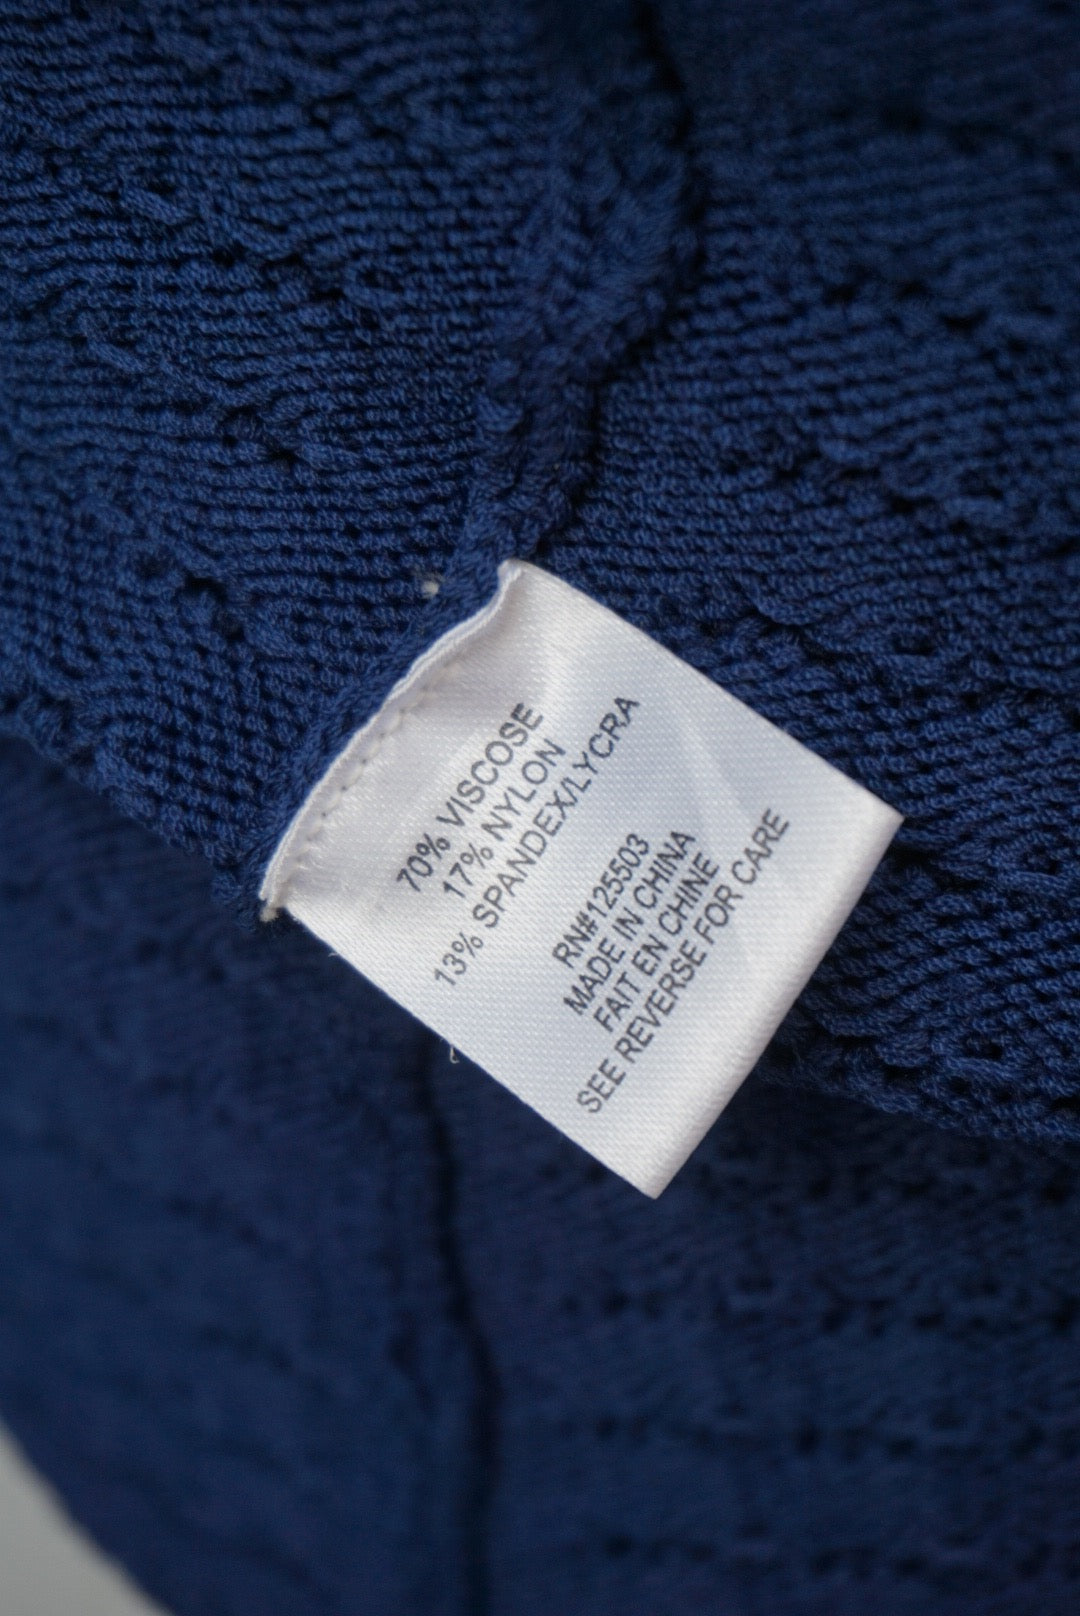 70% VISCOSE
17% NYLON
13% SPANDEX/LYCRA
RN#125503
MADE IN CHINA
FAIT EN CHINE
SEE REVERSE FOR CARE